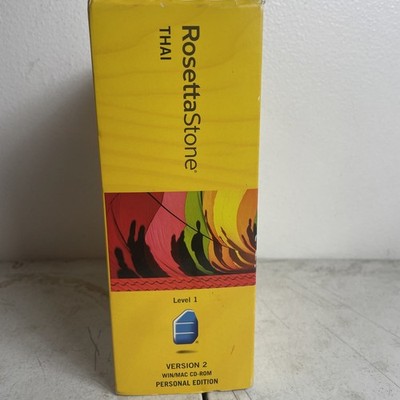 RosettaStone®
THAI
Level 1
VERSION 2
WIN/MAC CD-ROM
PERSONAL EDITION